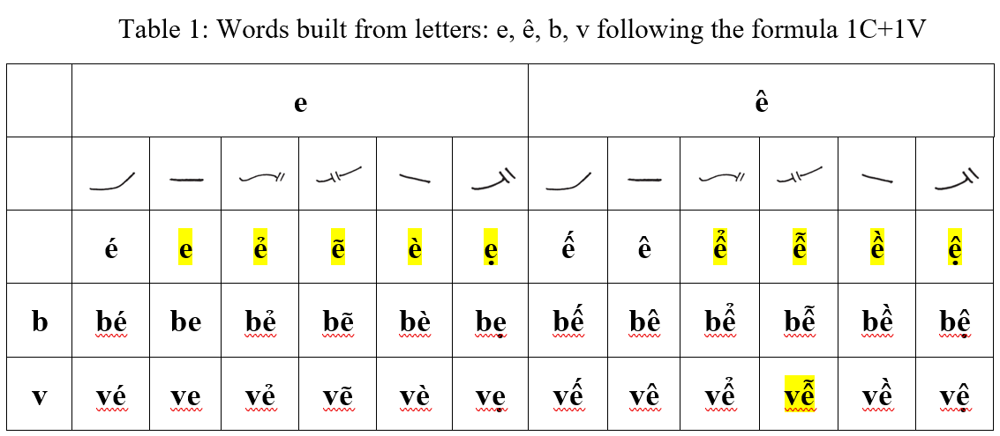 Table 1: Words built from letters: e, ê, b, v following the formula 1C+1V
e ê
é e ẻ ẽ è ẹ ế ê ể ễ ề ệ
b bé be bẻ bẽ bè bẹ bế bê bể bễ bề bệ
v vé ve vẻ vẽ vè vẹ vế vê vể vễ về vệ